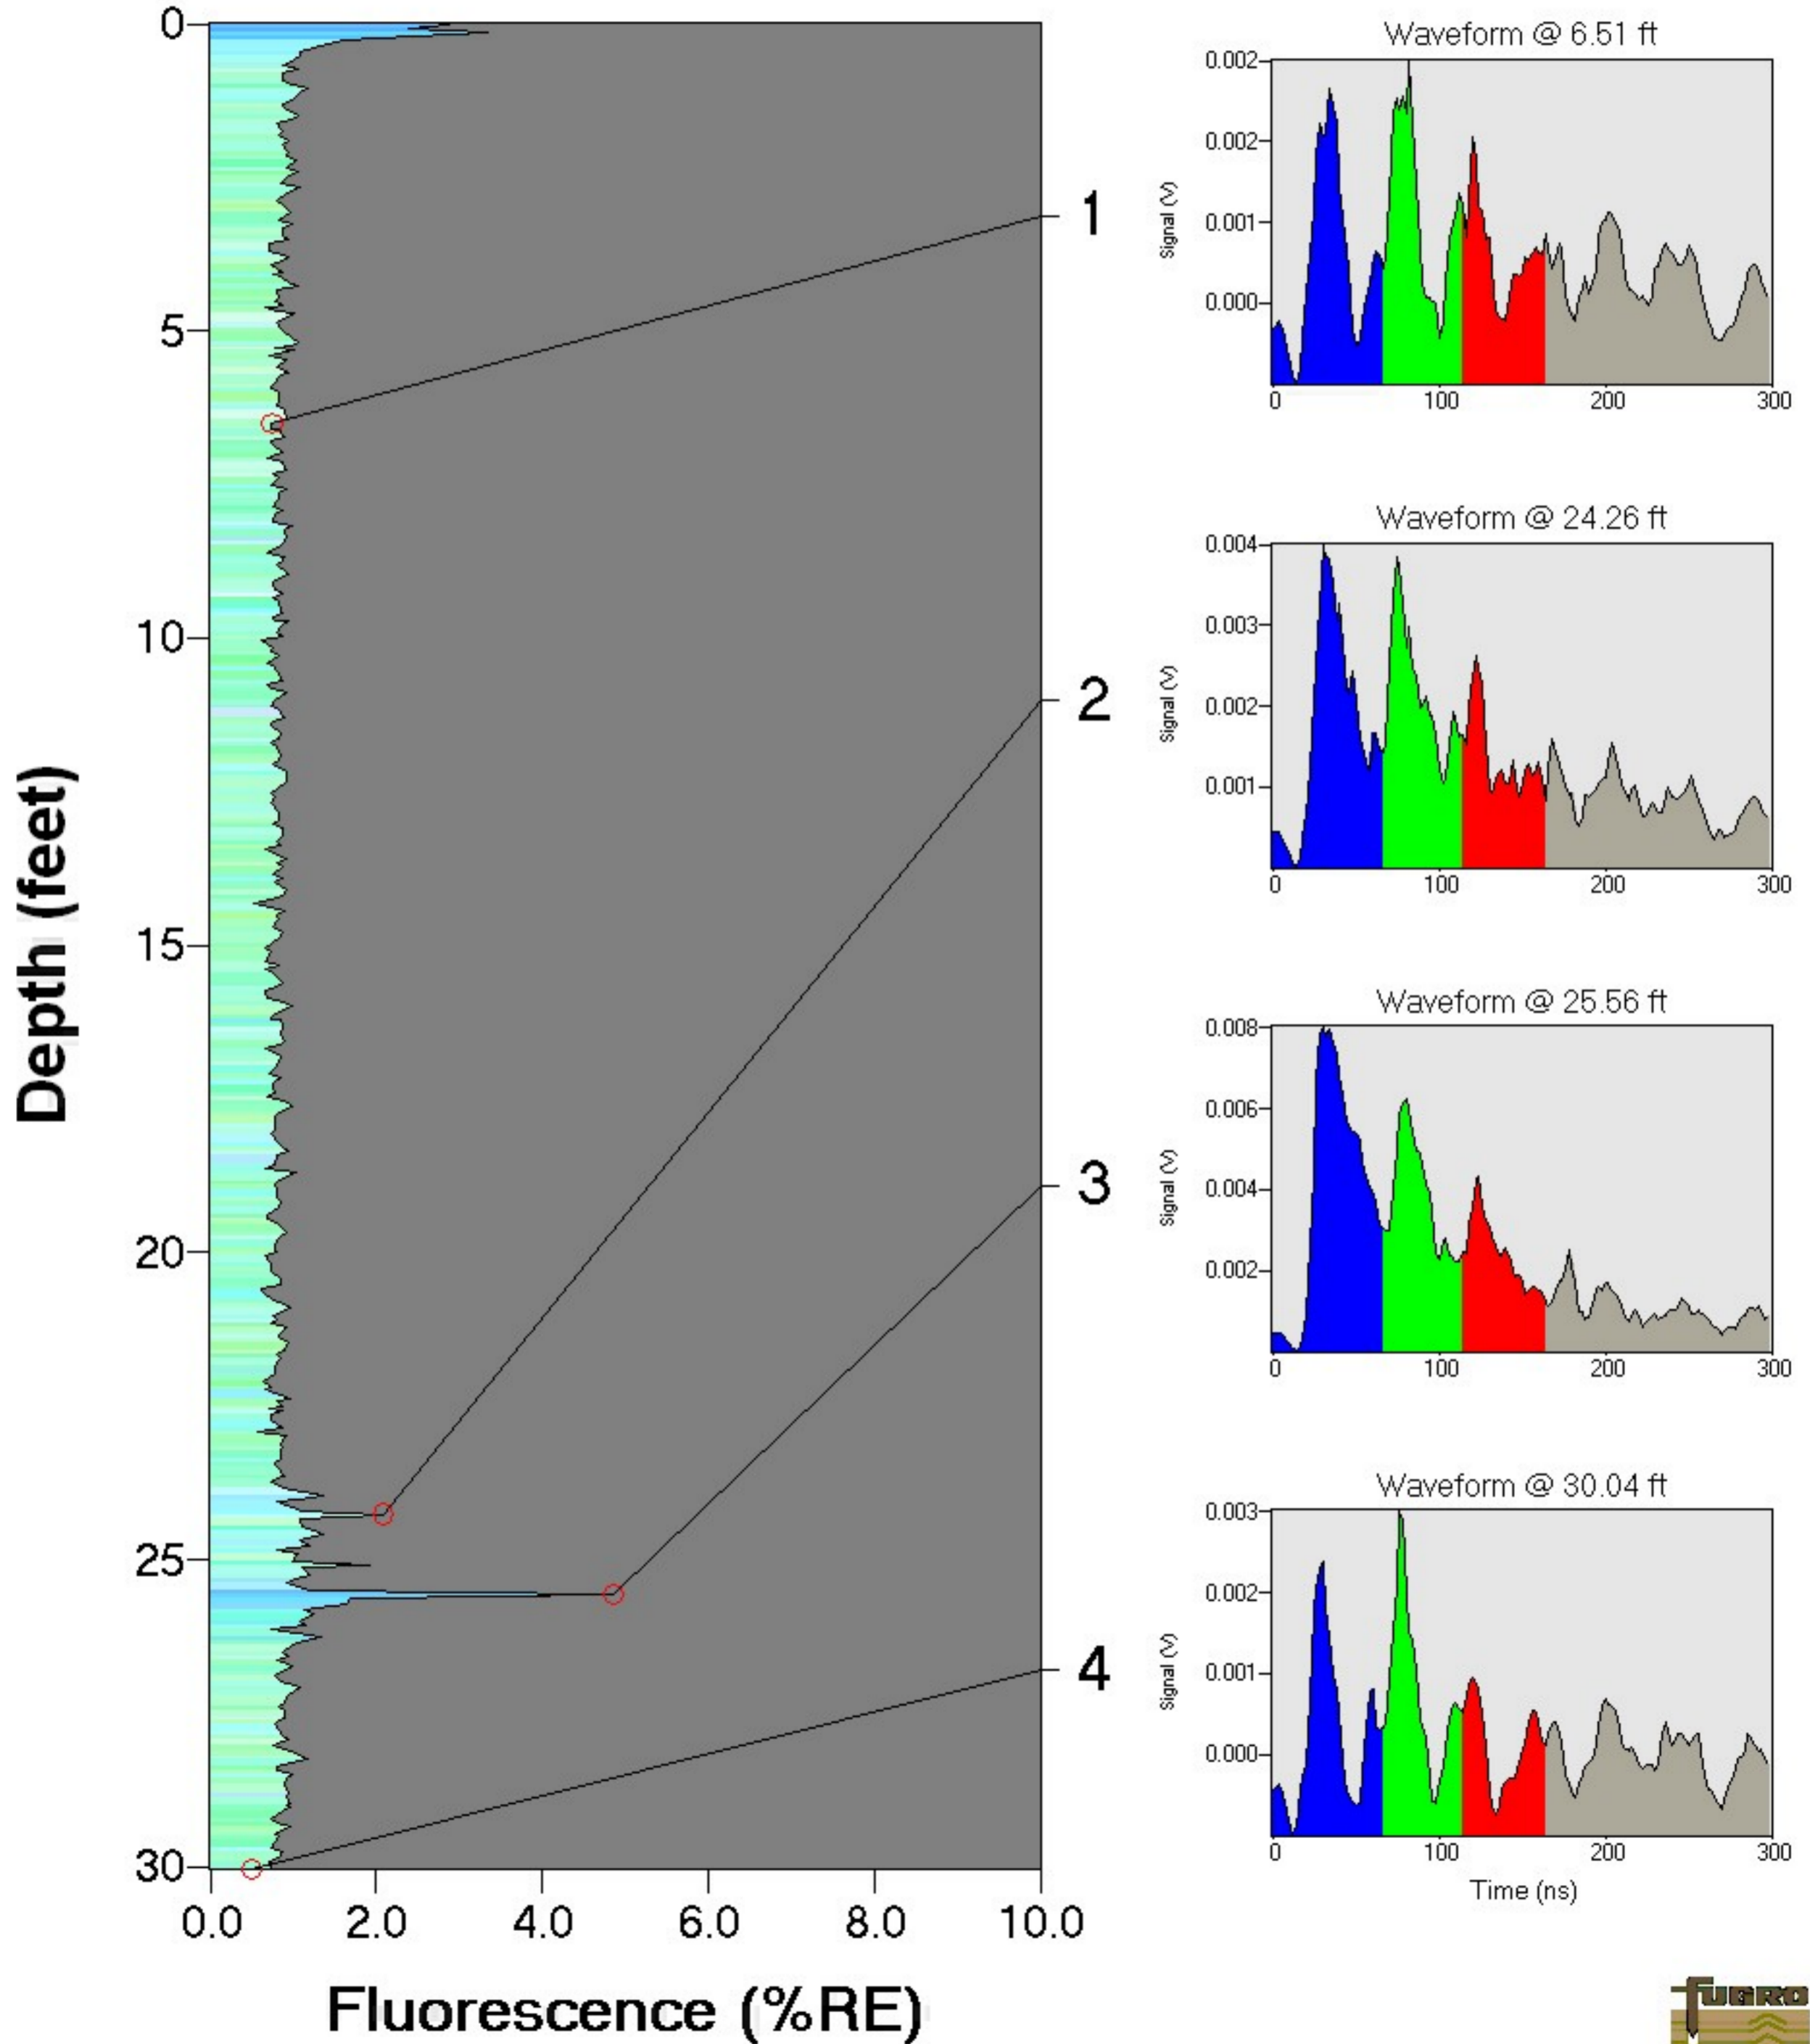 Depth (feet)
0
5
10
15
20
25
30
0.0 2.0 4.0 6.0 8.0 10.0
Fluorescence (%RE)
1
2
3
4
Waveform @ 6.51 ft
Signal (V)
0.002
0.002
0.001
0.000
0 100 200 300
Waveform @ 24.26 ft
Signal (V)
0.004
0.003
0.002
0.001
0 100 200 300
Waveform @ 25.56 ft
Signal (V)
0.008
0.006
0.004
0.002
0 100 200 300
Waveform @ 30.04 ft
Signal (V)
0.003
0.002
0.001
0.000
0 100 200 300
Time (ns)
FUGRO